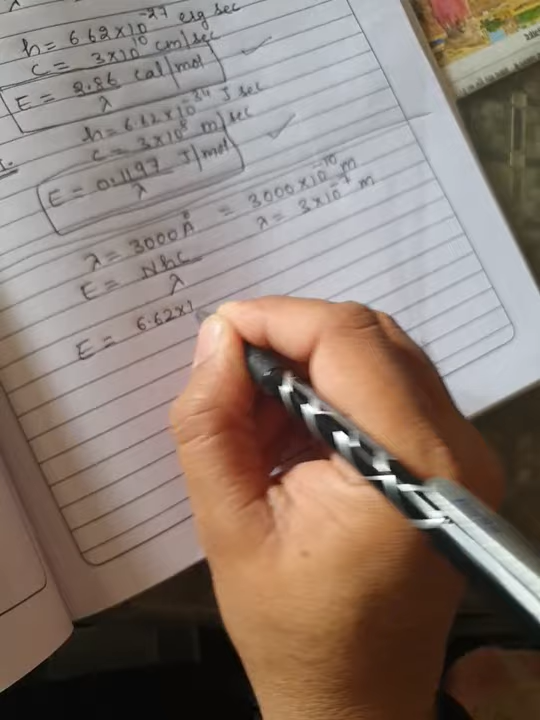 h = 6.62×10⁻²⁷ erg sec
C = 3×10¹⁰ cm/sec
E = 2.86 / λ cal/mol
h = 6.62×10⁻³⁴ J sec
C = 3×10⁸ m/sec
E = 0.1197 / λ J/mol
λ = 3000 Å = 3000×10⁻¹⁰ m
λ = 3×10⁻⁷ m
E = Nhc / λ
E = 6.62×1